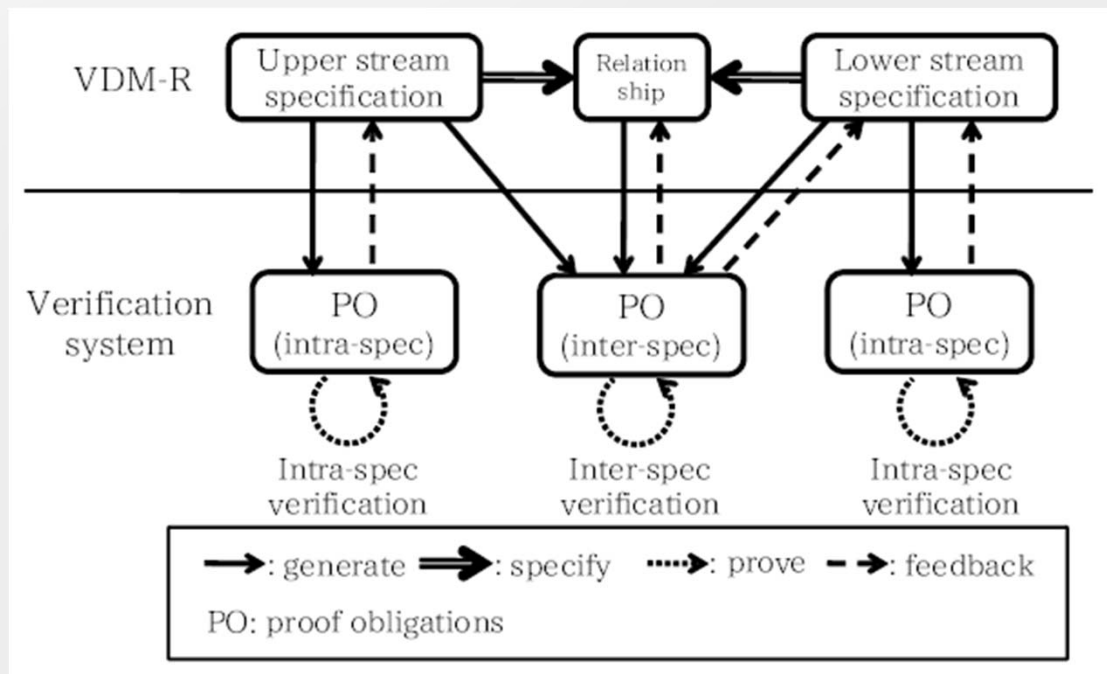 VDM-R
Upper stream
specification
Relation
ship
Lower stream
specification
Verification
system
PO
(intra-spec)
PO
(inter-spec)
PO
(intra-spec)
Intra-spec
verification
Inter-spec
verification
Intra-spec
verification
: generate : specify : prove : feedback
PO: proof obligations